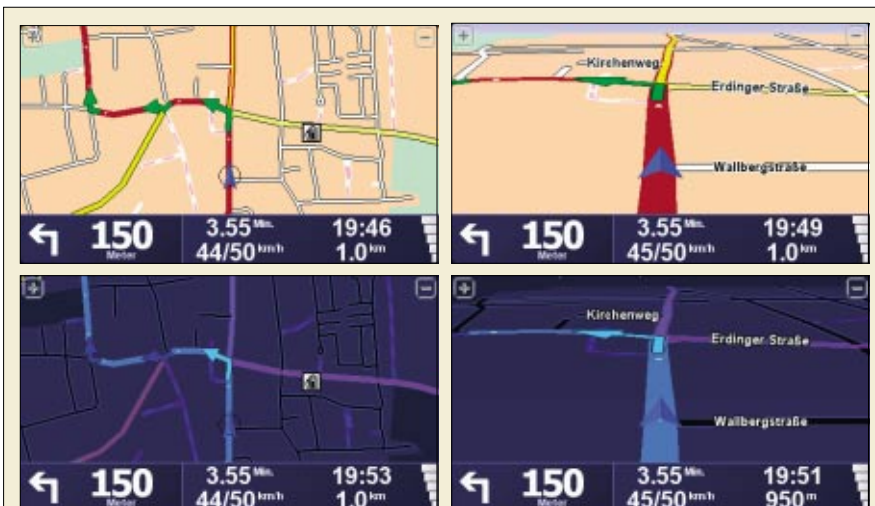 Kirchenweg
Erdinger Straße
Wallbergstraße
150 Meter
3.55 Min.
44/50 km/h
19:46
1.0 km
150 Meter
3.55 Min.
45/50 km/h
19:49
1.0 km
Kirchenweg
Erdinger Straße
Wallbergstraße
150 Meter
3.55 Min.
44/50 km/h
19:53
1.0 km
150 Meter
3.55 Min.
45/50 km/h
19:51
950 m